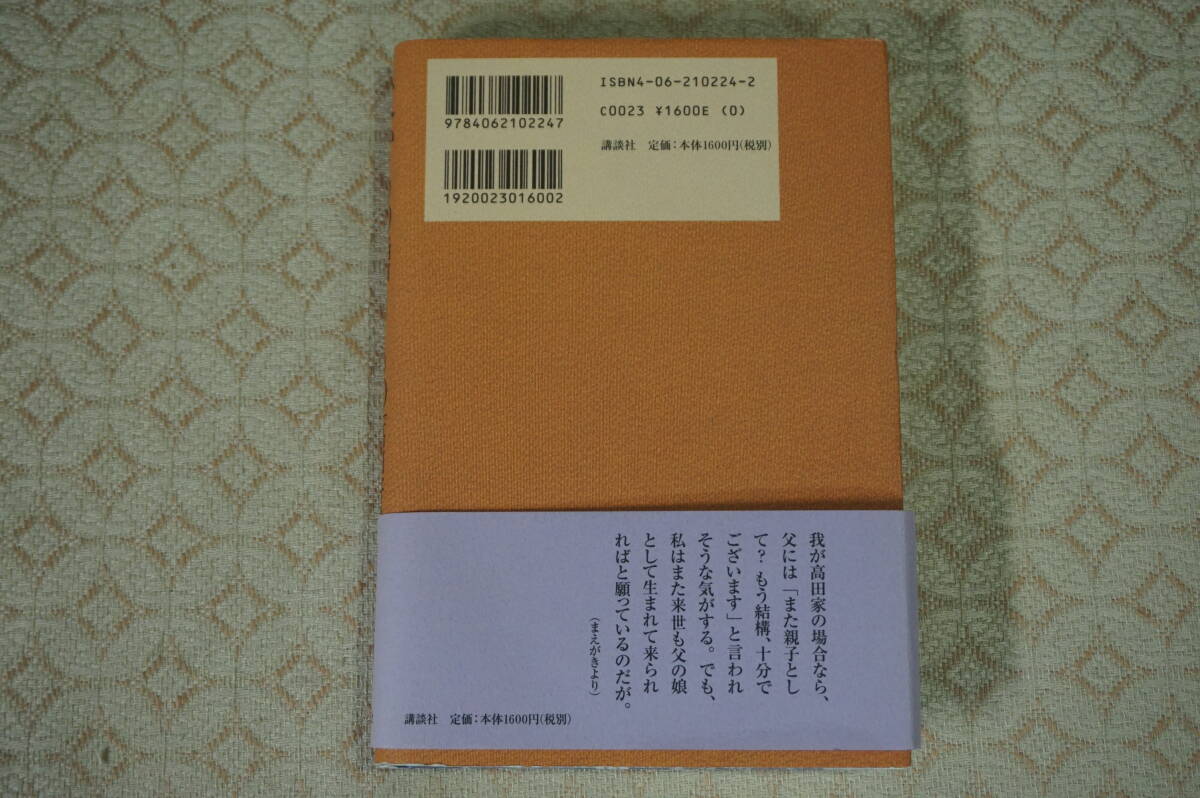 ISBN4-06-210224-2
9784062102247
C0023 ¥1600E (0)
講談社 定価：本体1600円（税別）
1920023016002
我が高田家の場合なら、
父には「また親子とし
て？ もう結構、十分で
ございます」と言われ
そうな気がする。でも、
私はまた来世も父の娘
として生まれて来られ
ればと願っているのだが。
（まえがきより）
講談社 定価：本体1600円（税別）